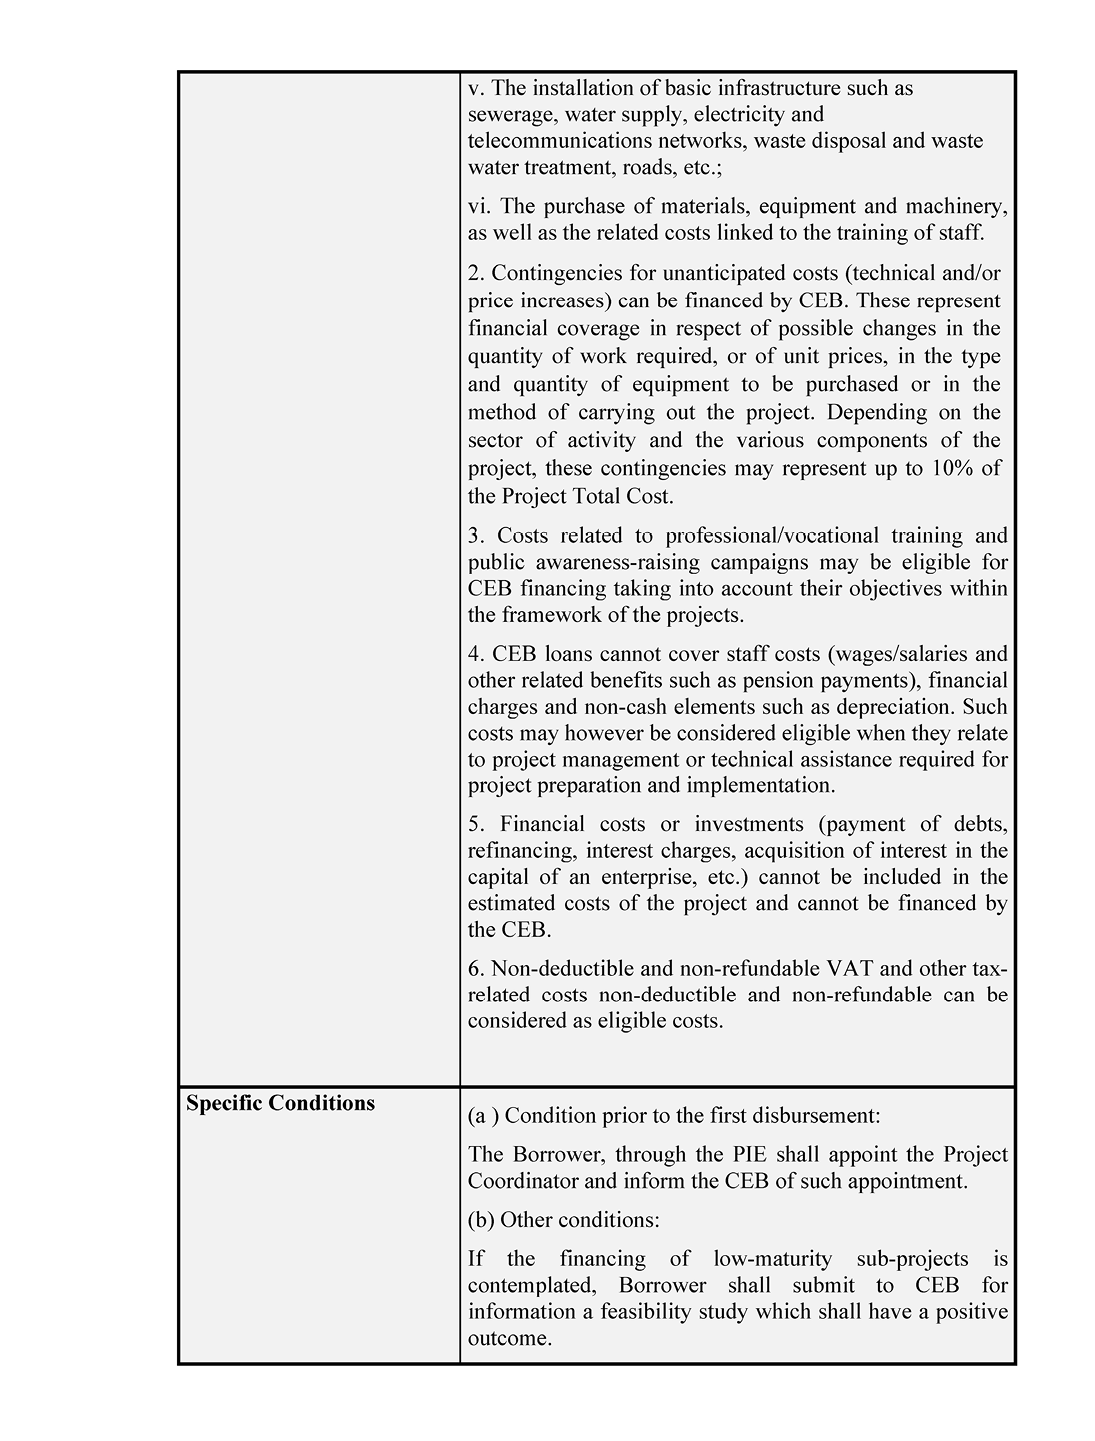 v. The installation of basic infrastructure such as
sewerage, water supply, electricity and
telecommunications networks, waste disposal and waste
water treatment, roads, etc.;
vi. The purchase of materials, equipment and machinery,
as well as the related costs linked to the training of staff.
2. Contingencies for unanticipated costs (technical and/or
price increases) can be financed by CEB. These represent
financial coverage in respect of possible changes in the
quantity of work required, or of unit prices, in the type
and quantity of equipment to be purchased or in the
method of carrying out the project. Depending on the
sector of activity and the various components of the
project, these contingencies may represent up to 10% of
the Project Total Cost.
3. Costs related to professional/vocational training and
public awareness-raising campaigns may be eligible for
CEB financing taking into account their objectives within
the framework of the projects.
4. CEB loans cannot cover staff costs (wages/salaries and
other related benefits such as pension payments), financial
charges and non-cash elements such as depreciation. Such
costs may however be considered eligible when they relate
to project management or technical assistance required for
project preparation and implementation.
5. Financial costs or investments (payment of debts,
refinancing, interest charges, acquisition of interest in the
capital of an enterprise, etc.) cannot be included in the
estimated costs of the project and cannot be financed by
the CEB.
6. Non-deductible and non-refundable VAT and other tax-
related costs non-deductible and non-refundable can be
considered as eligible costs.
Specific Conditions
(a ) Condition prior to the first disbursement:
The Borrower, through the PIE shall appoint the Project
Coordinator and inform the CEB of such appointment.
(b) Other conditions:
If the financing of low-maturity sub-projects is
contemplated, Borrower shall submit to CEB for
information a feasibility study which shall have a positive
outcome.